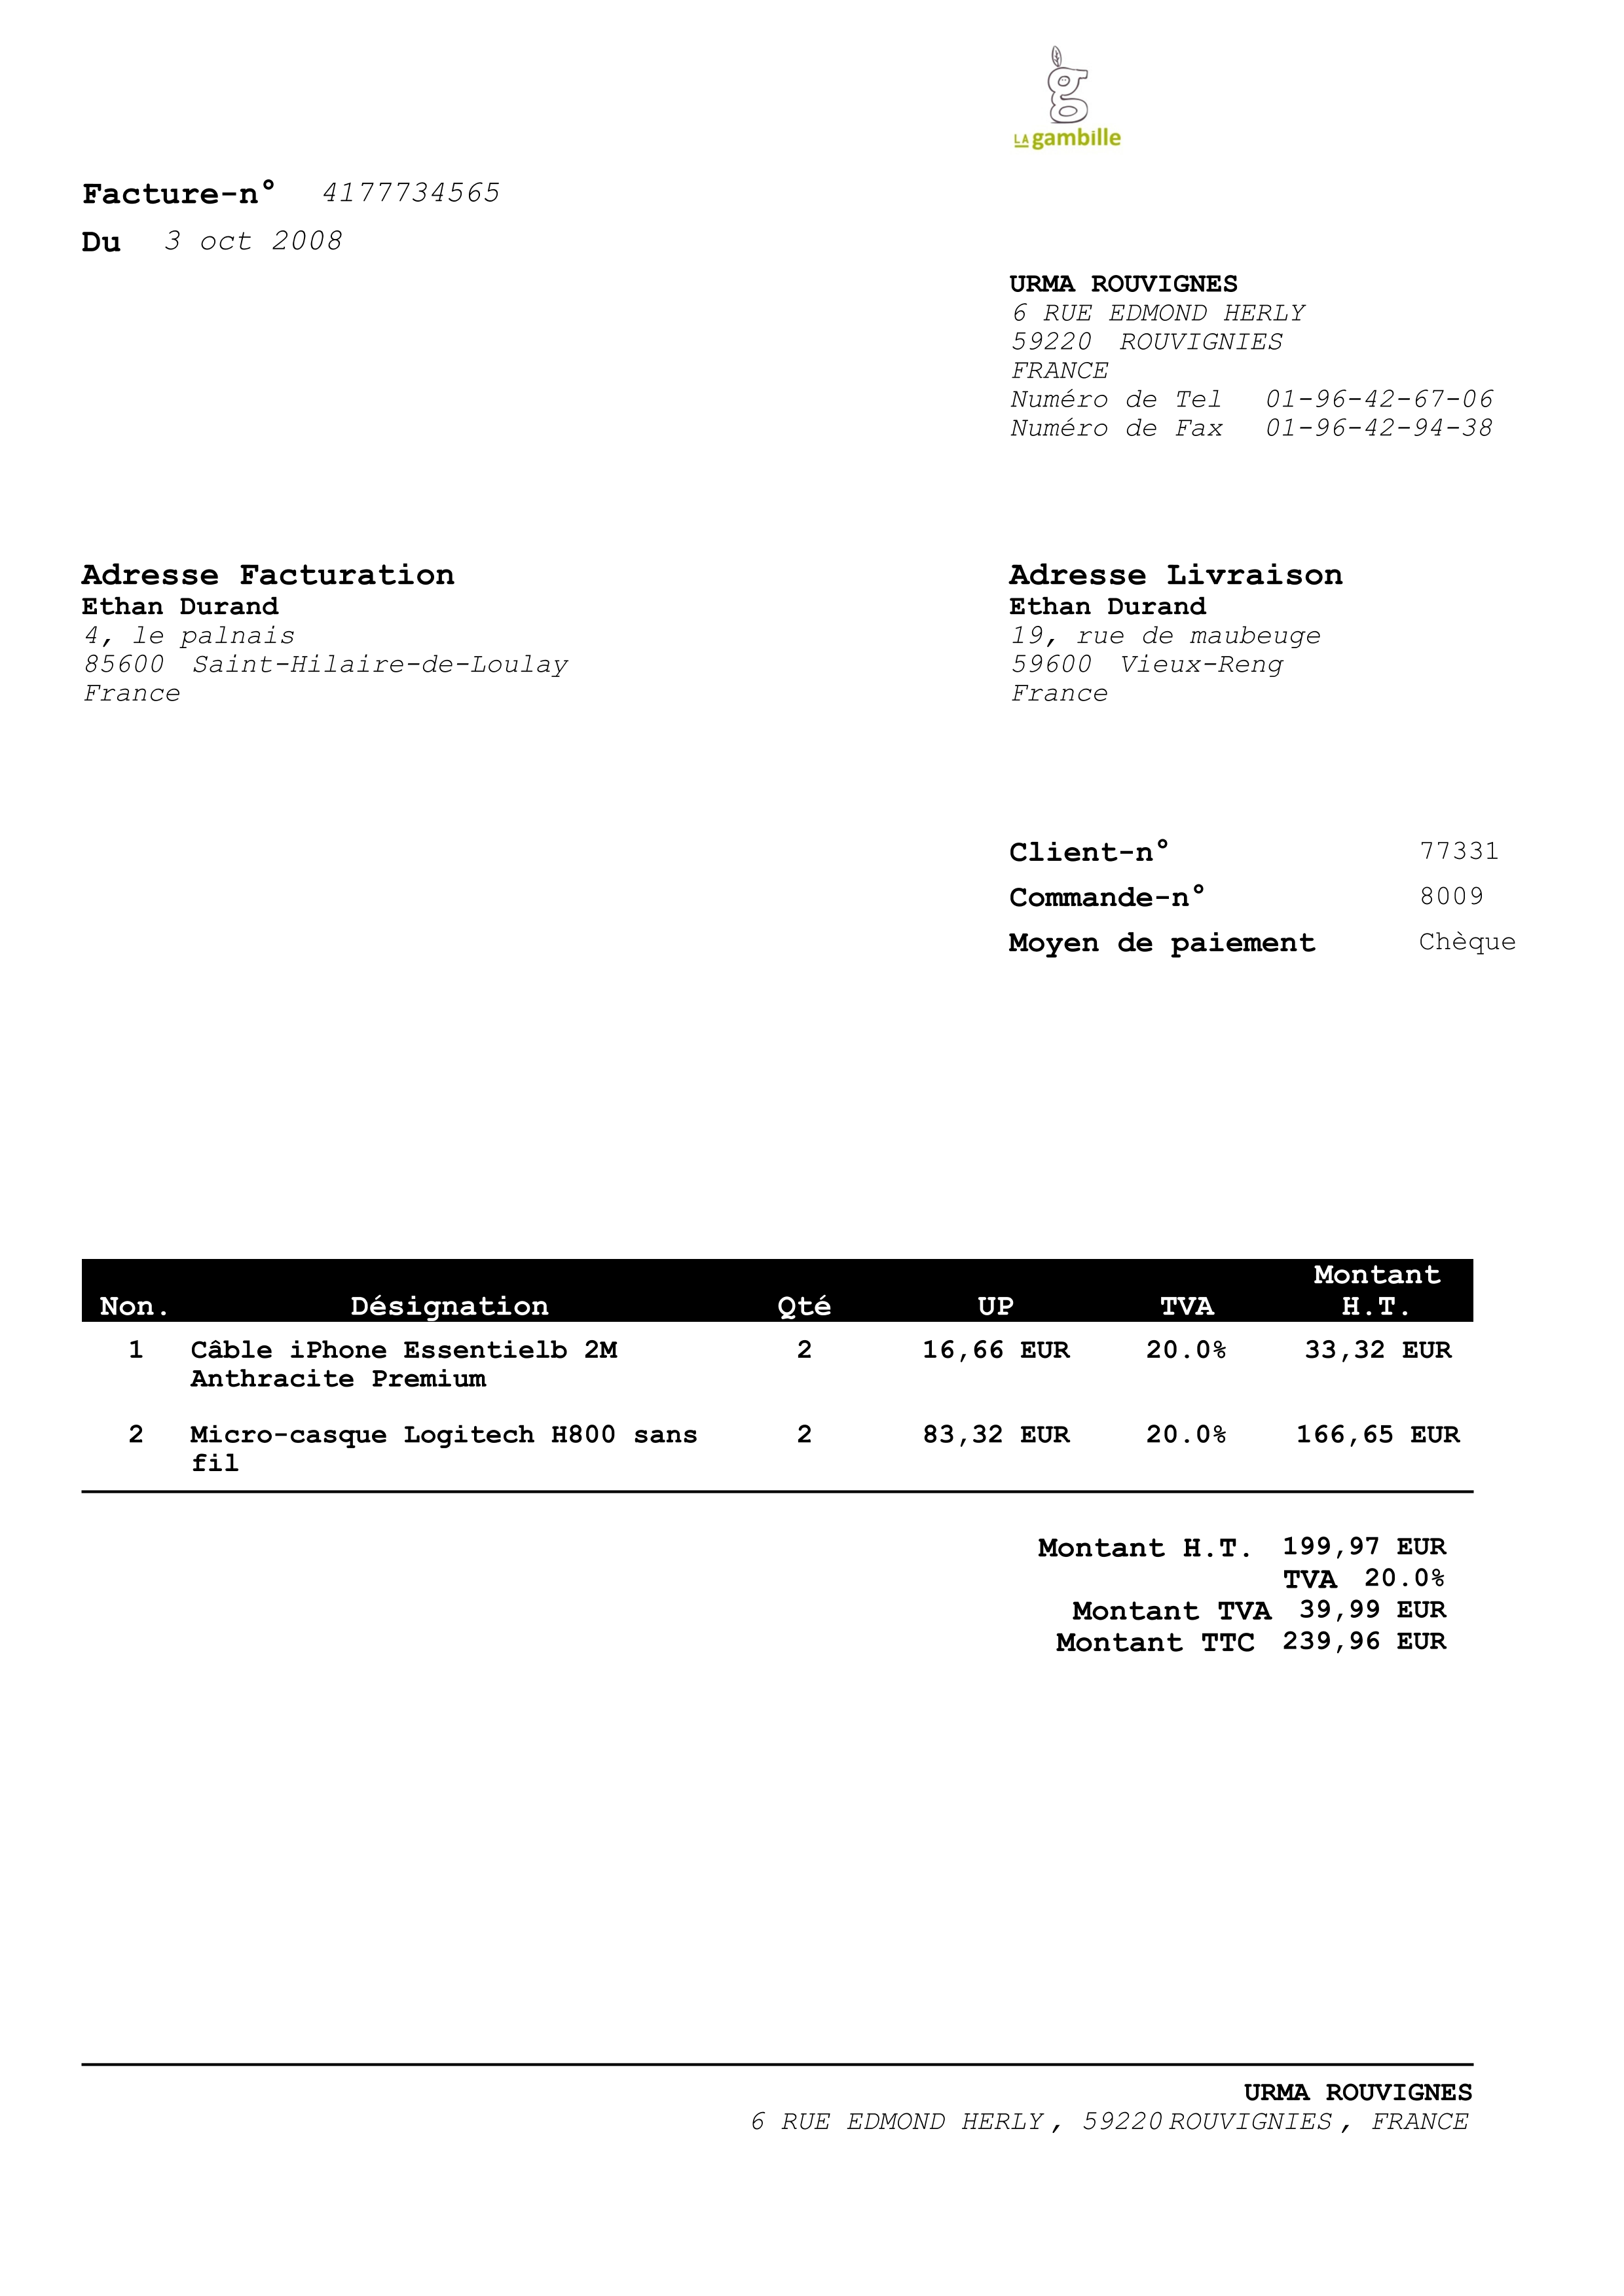 LA gambille
Facture-n° 4177734565
Du 3 oct 2008
URMA ROUVIGNES
6 RUE EDMOND HERLY
59220 ROUVIGNIES
FRANCE
Numéro de Tel 01-96-42-67-06
Numéro de Fax 01-96-42-94-38
Adresse Facturation
Ethan Durand
4, le palnais
85600 Saint-Hilaire-de-Loulay
France
Adresse Livraison
Ethan Durand
19, rue de maubeuge
59600 Vieux-Reng
France
Client-n° 77331
Commande-n° 8009
Moyen de paiement Chèque
Non. Désignation Qté UP TVA Montant H.T.
1 Câble iPhone Essentielb 2M 2 16,66 EUR 20.0% 33,32 EUR
Anthracite Premium
2 Micro-casque Logitech H800 sans 2 83,32 EUR 20.0% 166,65 EUR
fil
Montant H.T. 199,97 EUR
TVA 20.0%
Montant TVA 39,99 EUR
Montant TTC 239,96 EUR
URMA ROUVIGNES
6 RUE EDMOND HERLY, 59220 ROUVIGNIES, FRANCE